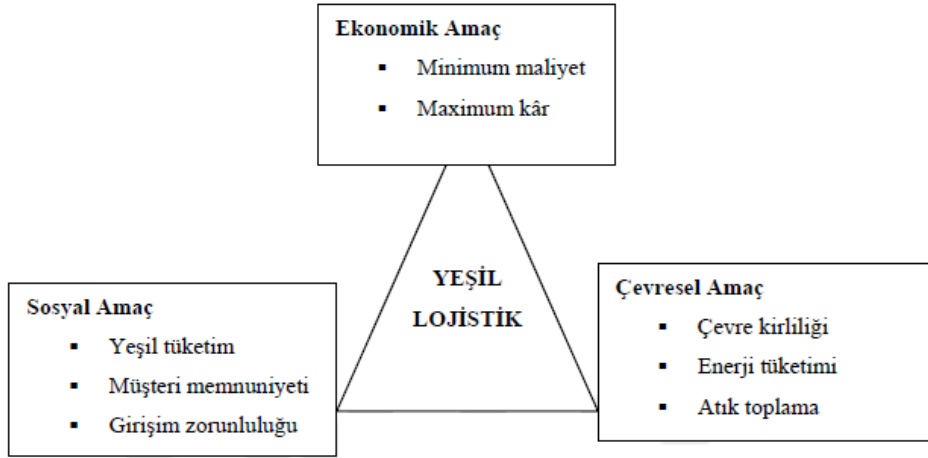 Ekonomik Amaç
▪ Minimum maliyet
▪ Maximum kâr
YEŞİL
LOJİSTİK
Sosyal Amaç
▪ Yeşil tüketim
▪ Müşteri memnuniyeti
▪ Girişim zorunluluğu
Çevresel Amaç
▪ Çevre kirliliği
▪ Enerji tüketimi
▪ Atık toplama